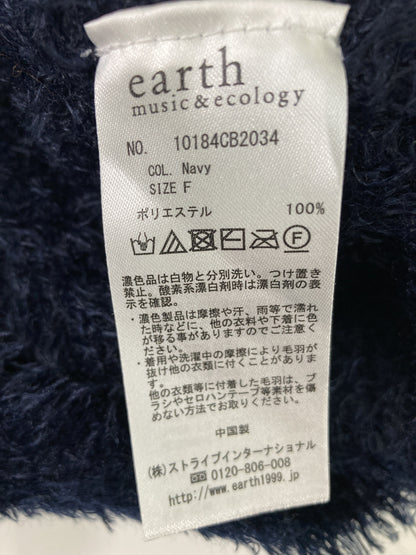 earth
music&ecology
NO. 10184CB2034
COL. Navy
SIZE F
ポリエステル 100%
濃色品は白物と分別洗い。つけ置き
禁止。酸素系漂白剤時は漂白剤の表
示を確認。
・濃色製品は摩擦や汗、雨等で濡れ
た時などに、他の衣料や下着に色
が移る事がありますのでご注意く
ださい。
・着用や洗濯中の摩擦により毛羽が
抜け他の衣類に付くことがありま
す。
他の衣類等に付着した毛羽は、ブ
ラシやセロハンテープ等素材を傷
めない方法でお取りください。
中国製
(株)ストライプインターナショナル
0120-806-008
http://www.earth1999.jp/